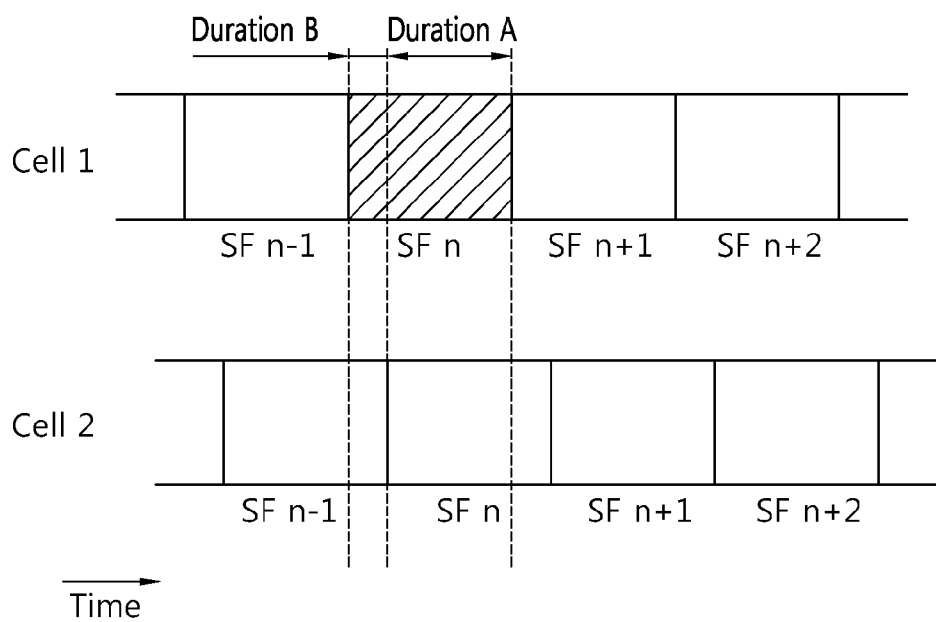 Duration B Duration A
Cell 1
SF n-1 SF n SF n+1 SF n+2
Cell 2
SF n-1 SF n SF n+1 SF n+2
Time